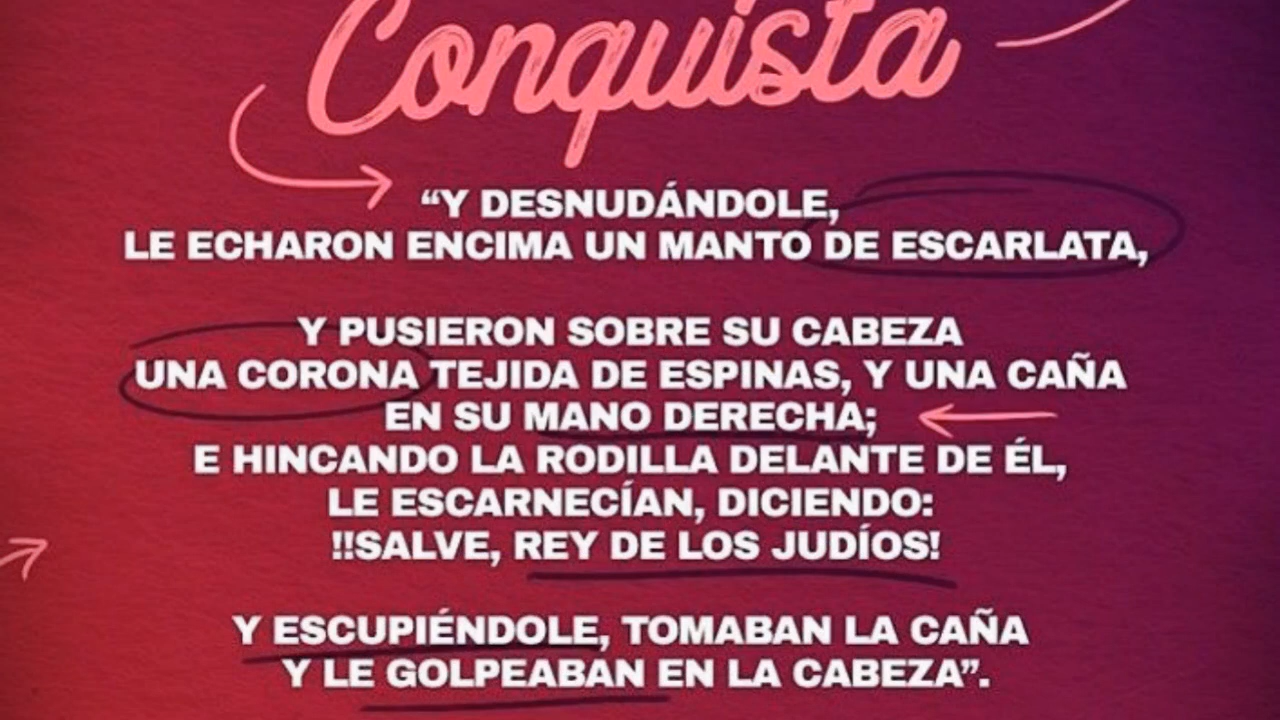 Conquista
“Y DESNUDÁNDOLE,
LE ECHARON ENCIMA UN MANTO DE ESCARLATA,
Y PUSIERON SOBRE SU CABEZA
UNA CORONA TEJIDA DE ESPINAS, Y UNA CAÑA
EN SU MANO DERECHA;
E HINCANDO LA RODILLA DELANTE DE ÉL,
LE ESCARNECÍAN, DICIENDO:
!!SALVE, REY DE LOS JUDÍOS!
Y ESCUPIÉNDOLE, TOMABAN LA CAÑA
Y LE GOLPEABAN EN LA CABEZA”.